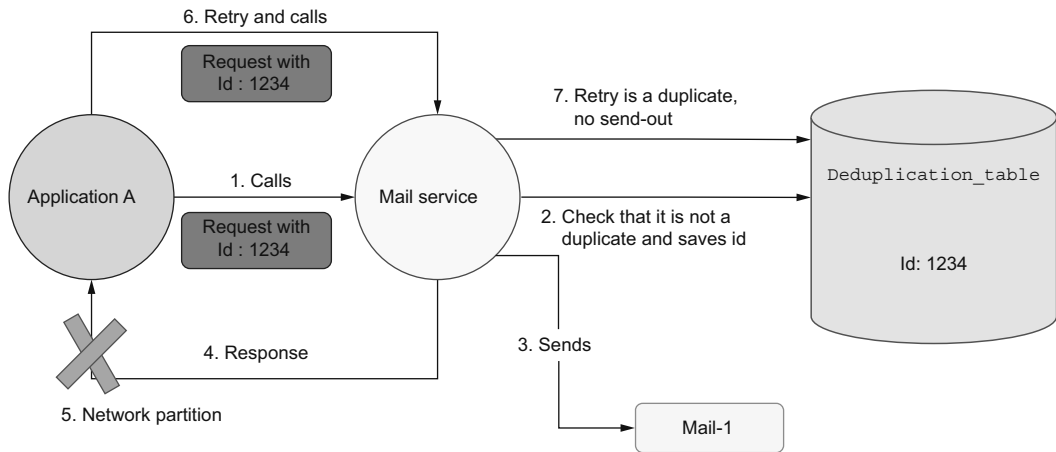 6. Retry and calls
Request with
Id : 1234
7. Retry is a duplicate,
no send-out
Deduplication_table
Application A
1. Calls
Mail service
Request with
Id : 1234
2. Check that it is not a
duplicate and saves id
Id: 1234
4. Response
3. Sends
5. Network partition
Mail-1